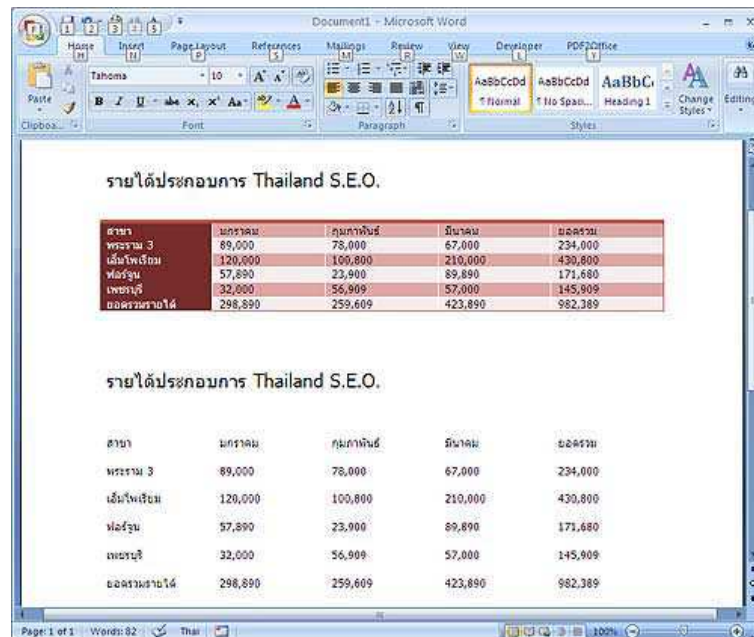 Document1 - Microsoft Word
Home Insert Page Layout References Mailings Review View Developer PDF2Office
Tahoma 10
Paste
AaBbCcDd AaBbCcDd AaBbC
¶ Normal ¶ No Spaci... Heading 1 Change Styles Editing
Clipboa... Font Paragraph Styles
รายได้ประกอบการ Thailand S.E.O.
สาขา มกราคม กุมภาพันธ์ มีนาคม ยอดรวม
พระราม 3 89,000 78,000 67,000 234,000
เอ็มโพเรียม 120,000 100,800 210,000 430,800
ฟอร์จูน 57,890 23,900 89,890 171,680
เพชรบุรี 32,000 56,909 57,000 145,909
ยอดรวมรายได้ 298,890 259,609 423,890 982,389
รายได้ประกอบการ Thailand S.E.O.
สาขา มกราคม กุมภาพันธ์ มีนาคม ยอดรวม
พระราม 3 89,000 78,000 67,000 234,000
เอ็มโพเรียม 120,000 100,800 210,000 430,800
ฟอร์จูน 57,890 23,900 89,890 171,680
เพชรบุรี 32,000 56,909 57,000 145,909
ยอดรวมรายได้ 298,890 259,609 423,890 982,389
Page: 1 of 1 Words: 82 Thai 100%